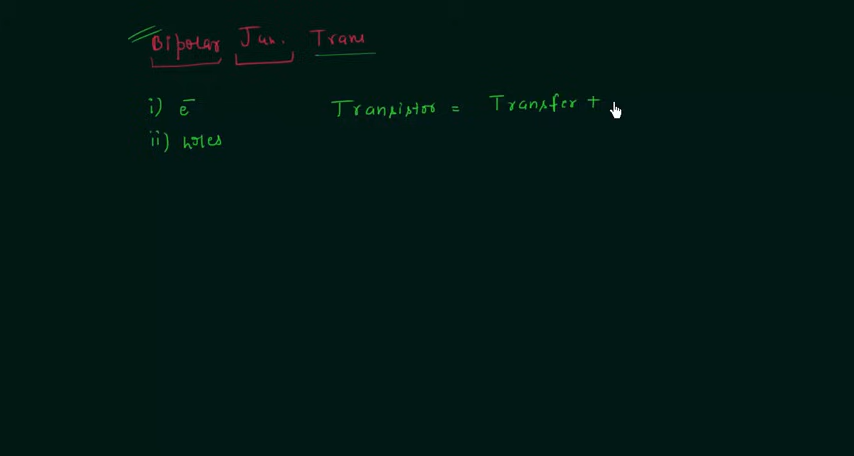 Bipolar Jun. Trans
i) e̅ Transistor = Transfer +
ii) holes